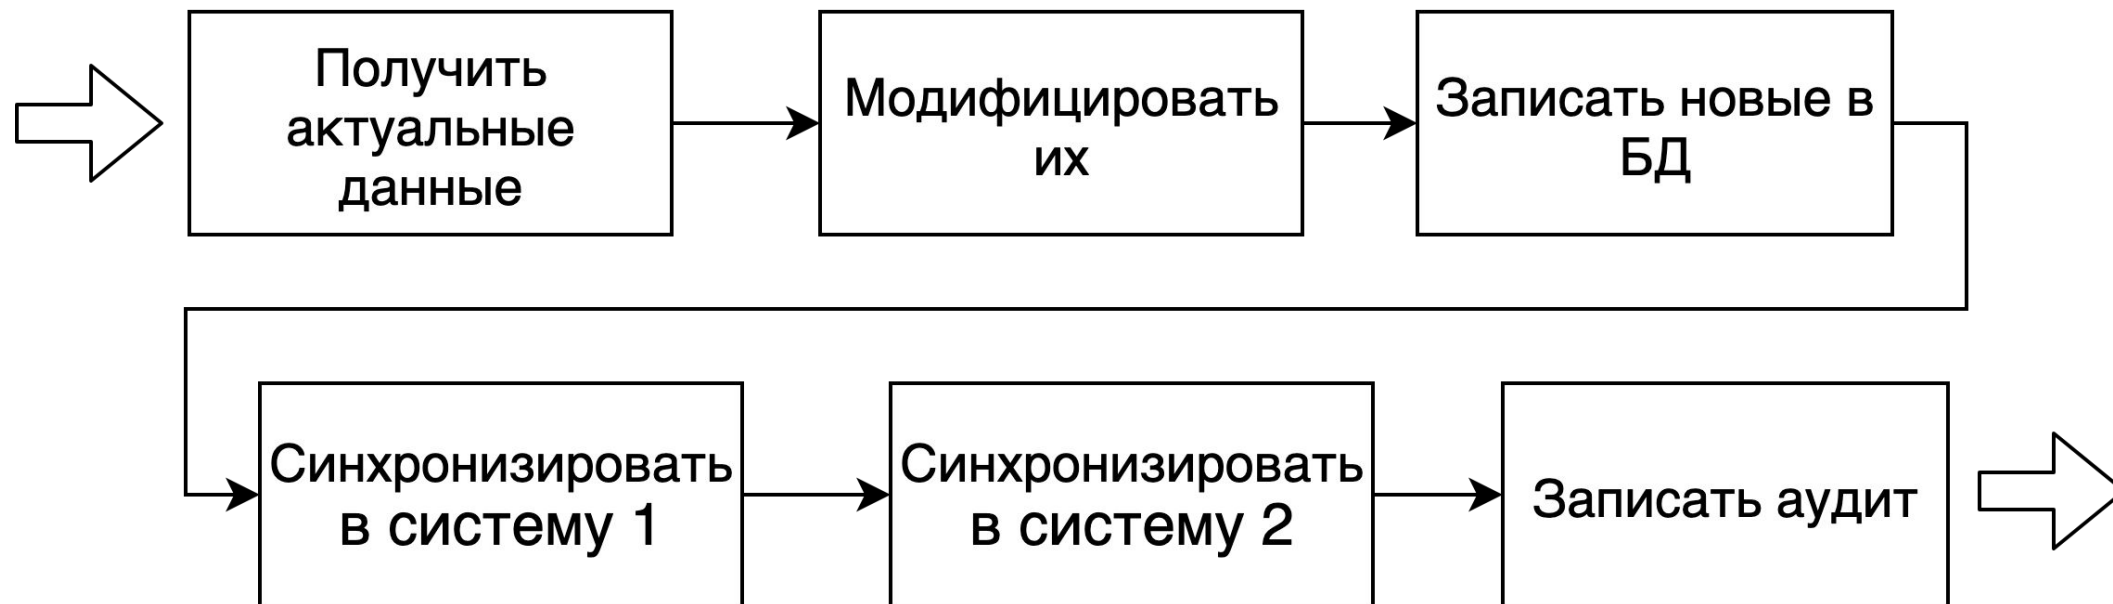 Получить
актуальные
данные
Модифицировать
их
Записать новые в
БД
Синхронизировать
в систему 1
Синхронизировать
в систему 2
Записать аудит